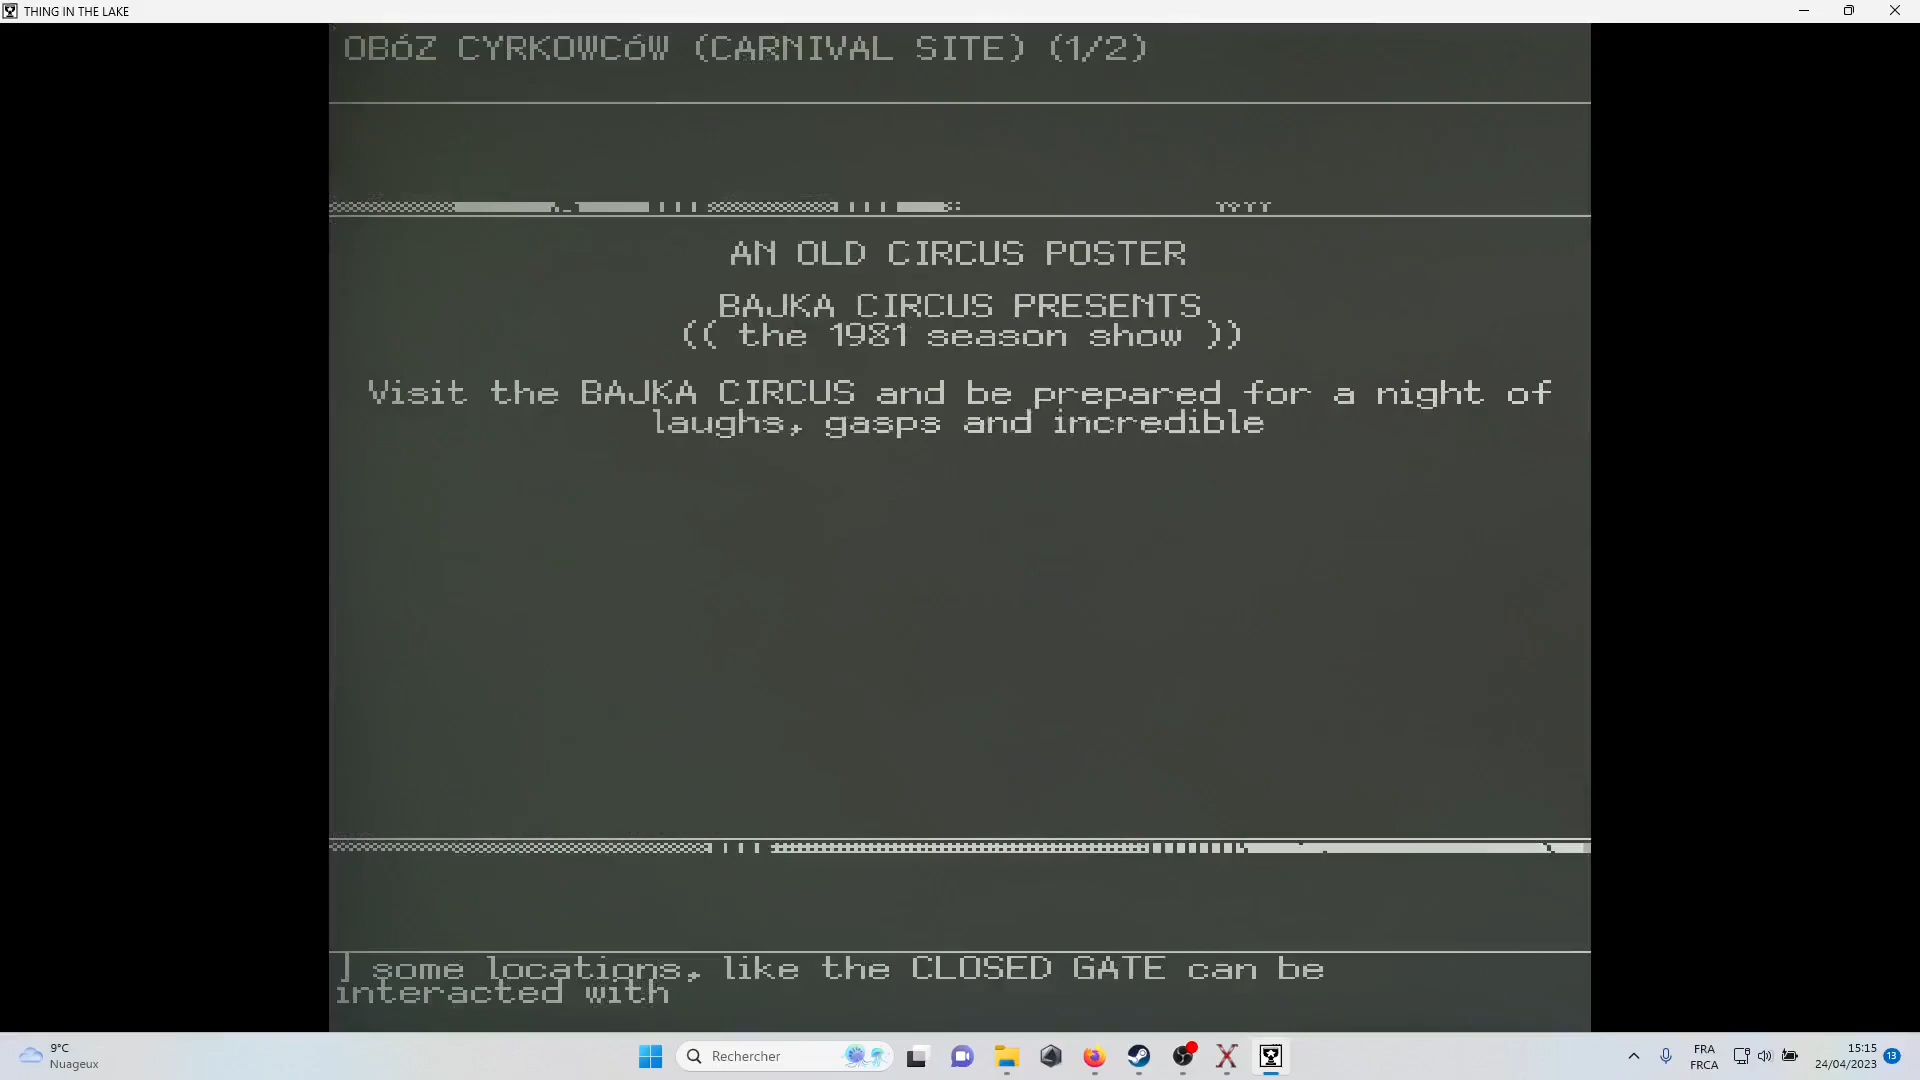 THING IN THE LAKE
OBóZ CYRKOWCóW (CARNIVAL SITE) (1/2)
AN OLD CIRCUS POSTER
BAJKA CIRCUS PRESENTS
(( the 1981 season show ))
Visit the BAJKA CIRCUS and be prepared for a night of
laughs, gasps and incredible
] some locations, like the CLOSED GATE can be
interacted with
9°C
Nuageux
Rechercher
FRA
FRCA
15:15
24/04/2023
13